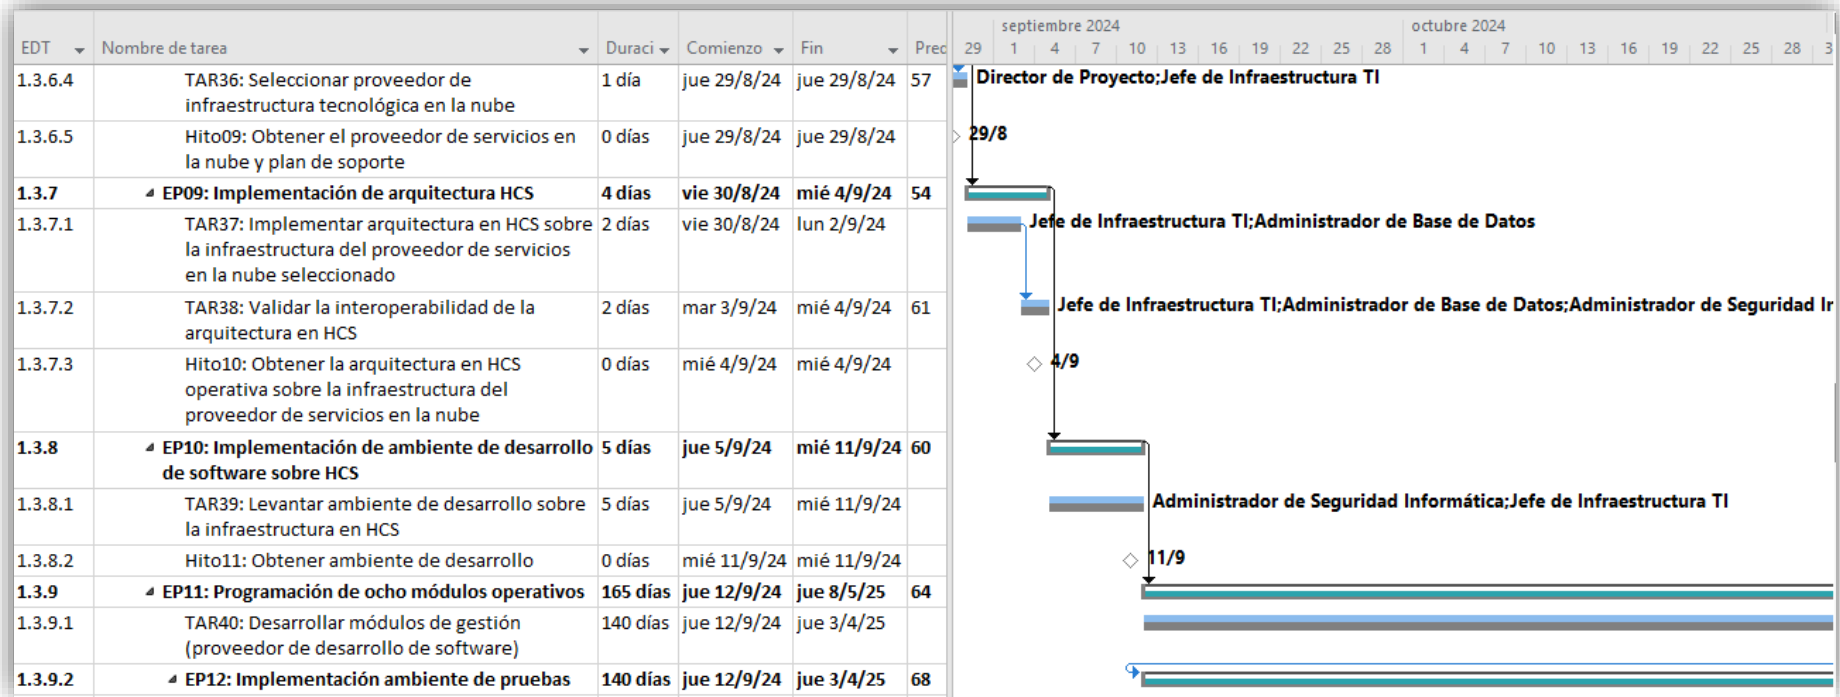 septiembre 2024 octubre 2024
EDT Nombre de tarea Duraci Comienzo Fin Pred 29 1 4 7 10 13 16 19 22 25 28 1 4 7 10 13 16 19 22 25 28 3
1.3.6.4 TAR36: Seleccionar proveedor de 1 día jue 29/8/24 jue 29/8/24 57 Director de Proyecto;Jefe de Infraestructura TI
infraestructura tecnológica en la nube
1.3.6.5 Hito09: Obtener el proveedor de servicios en 0 días jue 29/8/24 jue 29/8/24 29/8
la nube y plan de soporte
1.3.7 EP09: Implementación de arquitectura HCS 4 días vie 30/8/24 mié 4/9/24 54
1.3.7.1 TAR37: Implementar arquitectura en HCS sobre 2 días vie 30/8/24 lun 2/9/24 Jefe de Infraestructura TI;Administrador de Base de Datos
la infraestructura del proveedor de servicios
en la nube seleccionado
1.3.7.2 TAR38: Validar la interoperabilidad de la 2 días mar 3/9/24 mié 4/9/24 61 Jefe de Infraestructura TI;Administrador de Base de Datos;Administrador de Seguridad Ir
arquitectura en HCS
1.3.7.3 Hito10: Obtener la arquitectura en HCS 0 días mié 4/9/24 mié 4/9/24 4/9
operativa sobre la infraestructura del
proveedor de servicios en la nube
1.3.8 EP10: Implementación de ambiente de desarrollo 5 días jue 5/9/24 mié 11/9/24 60
de software sobre HCS
1.3.8.1 TAR39: Levantar ambiente de desarrollo sobre 5 días jue 5/9/24 mié 11/9/24 Administrador de Seguridad Informática;Jefe de Infraestructura TI
la infraestructura en HCS
1.3.8.2 Hito11: Obtener ambiente de desarrollo 0 días mié 11/9/24 mié 11/9/24 11/9
1.3.9 EP11: Programación de ocho módulos operativos 165 días jue 12/9/24 jue 8/5/25 64
1.3.9.1 TAR40: Desarrollar módulos de gestión 140 días jue 12/9/24 jue 3/4/25
(proveedor de desarrollo de software)
1.3.9.2 EP12: Implementación ambiente de pruebas 140 días jue 12/9/24 jue 3/4/25 68